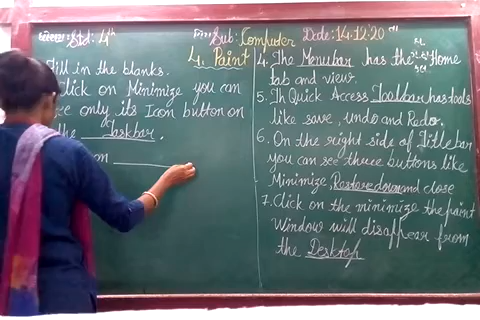 Std: 4th
Sub: Computer
Date: 14.12.20
4. Paint
Fill in the blanks.
Click on Minimize you can
only its Icon button on
the Taskbar.
on
4. The Menubar has the Home
tab and view.
5. Th Quick Access Toolbar has tools
like save, undo and Redo.
6. On the right side of Title bar
you can see three buttons like
Minimize, Restore down and close
7. Click on the minimize the paint
Window will disappear from
the Desktop